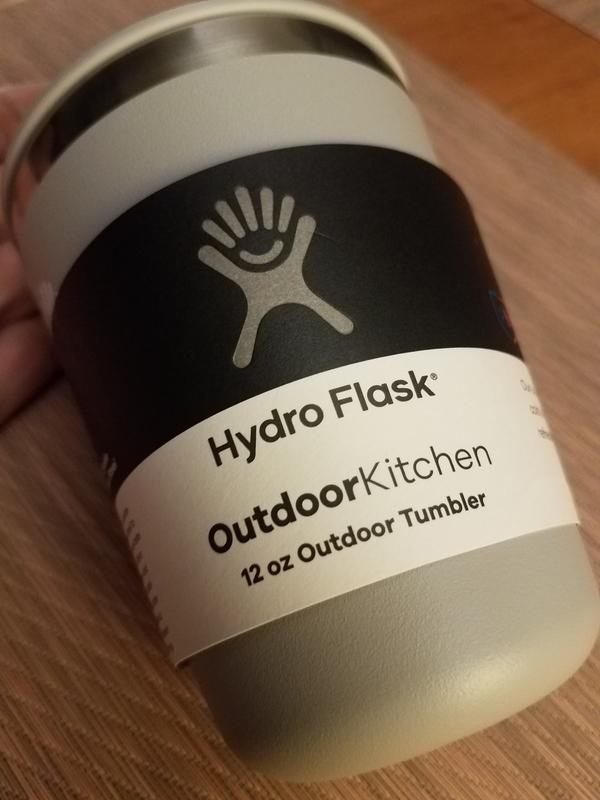 Hydro Flask®
OutdoorKitchen
12 oz Outdoor Tumbler